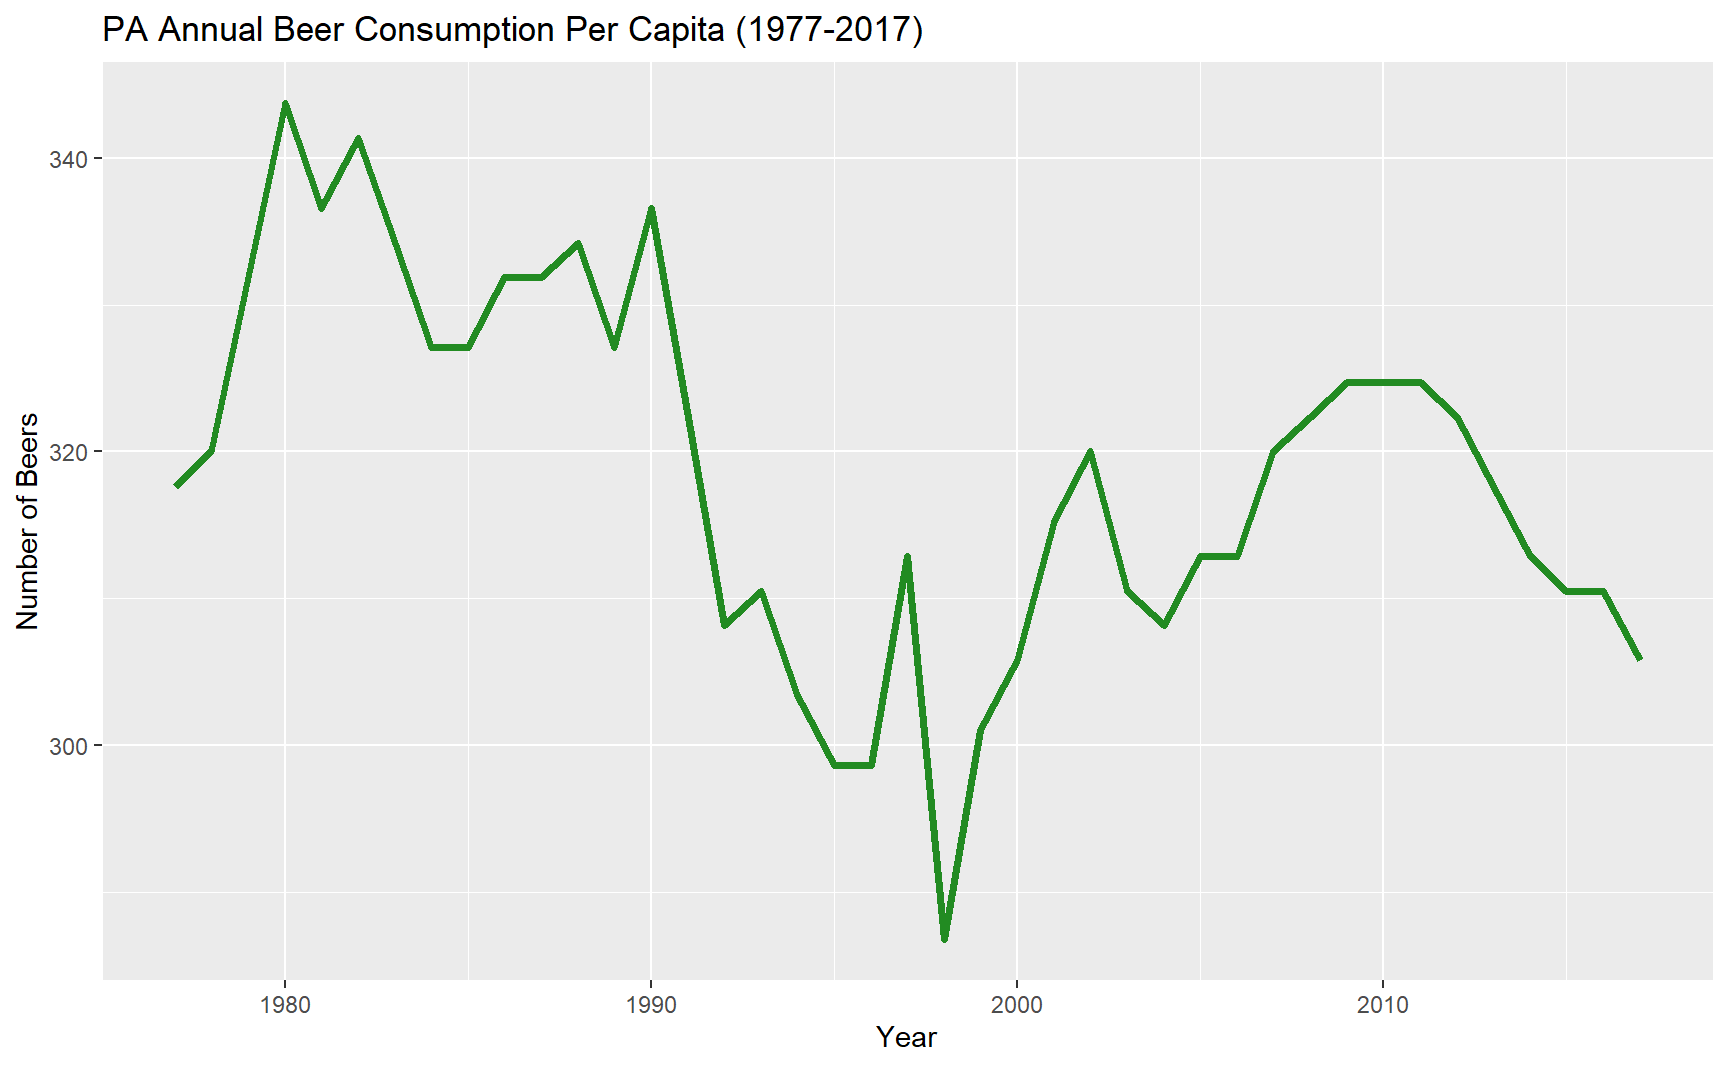 PA Annual Beer Consumption Per Capita (1977-2017)
340
320
300
Number of Beers
1980
1990
2000
2010
Year